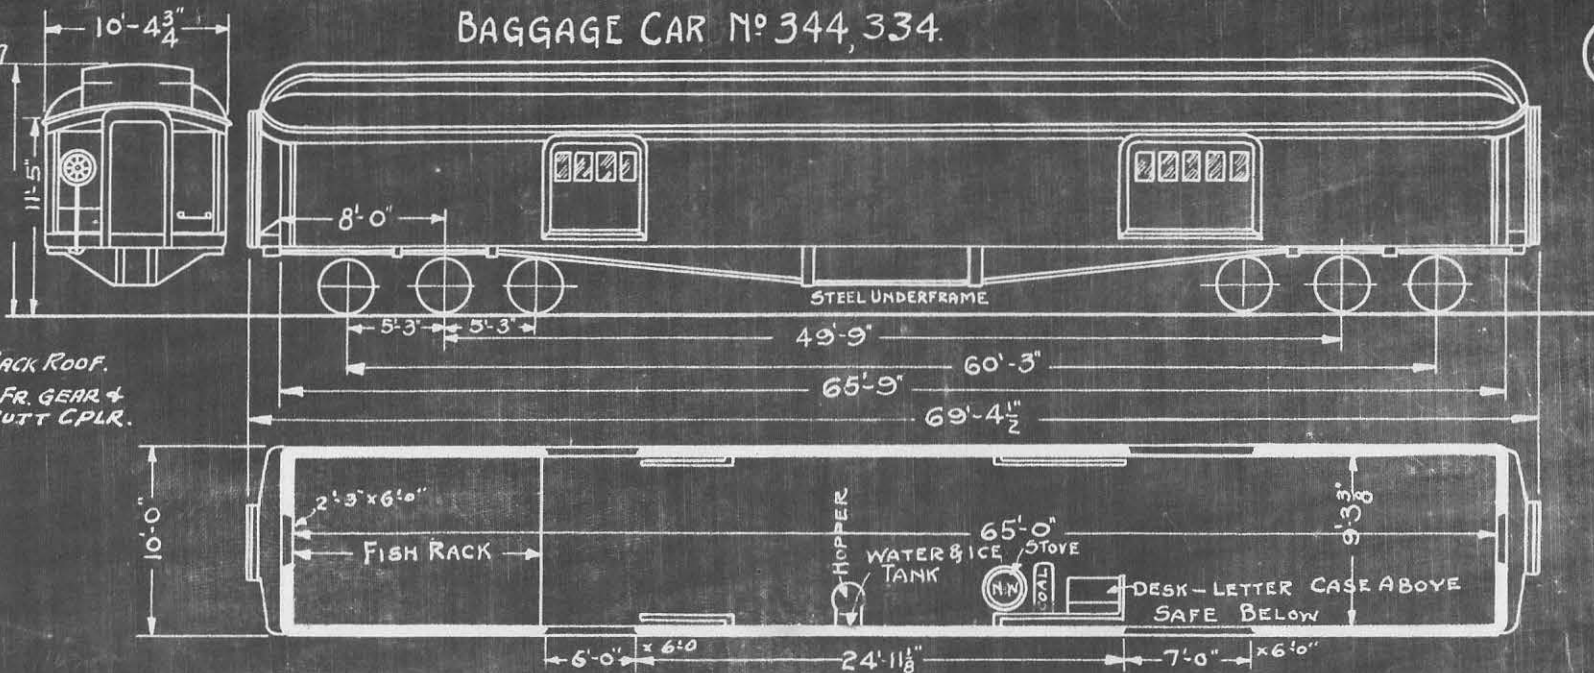 BAGGAGE CAR Nº 344, 334.
10'-4 3/4"
11'-5"
8'-0"
STEEL UNDERFRAME
5'-3" 5'-3"
49'-9"
60'-3"
65'-9"
69'-4 1/2"
ACK ROOF.
FR. GEAR &
BUTT CPLR.
10'-0"
2'-3" x 6'-0"
FISH RACK
HOPPER
WATER & ICE
TANK
65'-0"
STOVE
N:N
COAL
9'-3 3/8"
DESK – LETTER CASE ABOVE
SAFE BELOW
6'-0" x 6'-0
24'-11 1/8"
7'-0" x 6'-0"